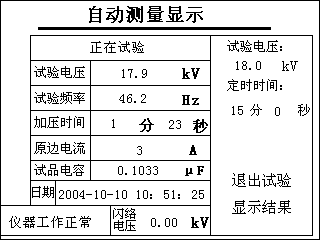 自动测量显示
正在试验
试验电压 17.9 kV
试验频率 46.2 Hz
加压时间 1 分 23 秒
原边电流 3 A
试品电容 0.1033 μF
日期 2004-10-10 10:51:25
仪器工作正常 闪络电压 0.00 kV
试验电压:
18.0 kV
定时时间:
15 分 0 秒
退出试验
显示结果